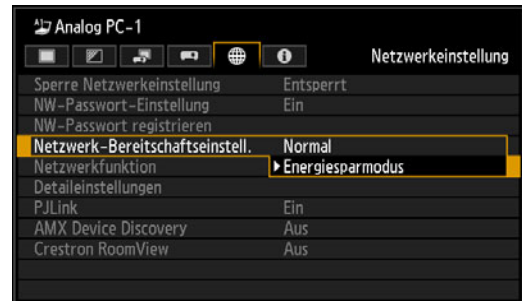 Analog PC-1
Netzwerkeinstellung
Sperre Netzwerkeinstellung Entsperrt
NW-Passwort-Einstellung Ein
NW-Passwort registrieren
Netzwerk-Bereitschaftseinstell. Normal
Netzwerkfunktion Energiesparmodus
Detaileinstellungen
PJLink Ein
AMX Device Discovery Aus
Crestron RoomView Aus